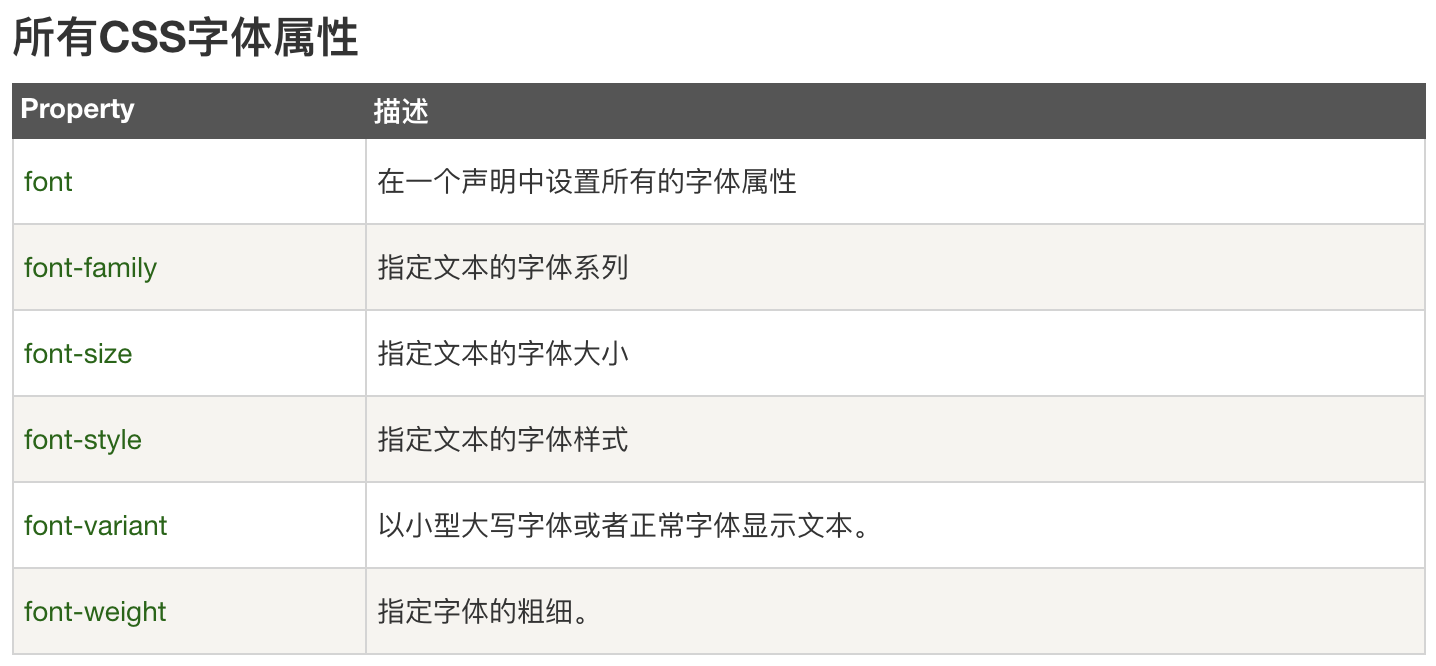 所有CSS字体属性
Property 描述
font 在一个声明中设置所有的字体属性
font-family 指定文本的字体系列
font-size 指定文本的字体大小
font-style 指定文本的字体样式
font-variant 以小型大写字体或者正常字体显示文本。
font-weight 指定字体的粗细。